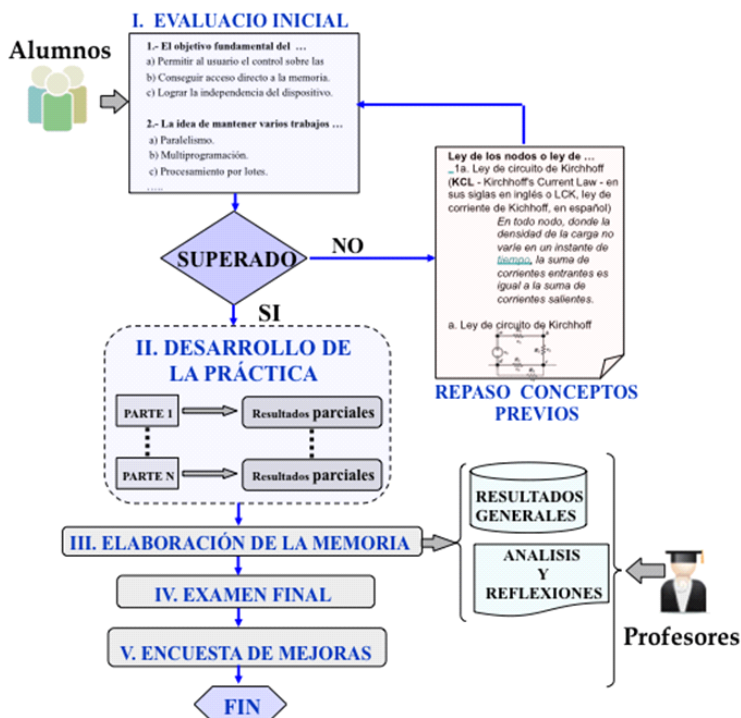 I. EVALUACIO INICIAL
Alumnos
1.- El objetivo fundamental del …
a) Permitir al usuario el control sobre las
b) Conseguir acceso directo a la memoria.
c) Lograr la independencia del dispositivo.
2.- La idea de mantener varios trabajos …
a) Paralelismo.
b) Multiprogramación.
c) Procesamiento por lotes.
.....
SUPERADO
NO
SI
Ley de los nodos o ley de …
1a. Ley de circuito de Kirchhoff
(KCL - Kirchhoff's Current Law - en
sus siglas en inglés o LCK, ley de
corriente de Kichhoff, en español)
En todo nodo, donde la
densidad de la carga no
varie en un instante de
tiempo, la suma de
corrientes entrantes es
igual a la suma de
corrientes salientes.
a. Ley de circuito de Kirchhoff
REPASO CONCEPTOS
PREVIOS
II. DESARROLLO DE
LA PRÁCTICA
PARTE 1
Resultados parciales
PARTE N
Resultados parciales
III. ELABORACIÓN DE LA MEMORIA
RESULTADOS
GENERALES
ANALISIS
Y
REFLEXIONES
Profesores
IV. EXAMEN FINAL
V. ENCUESTA DE MEJORAS
FIN